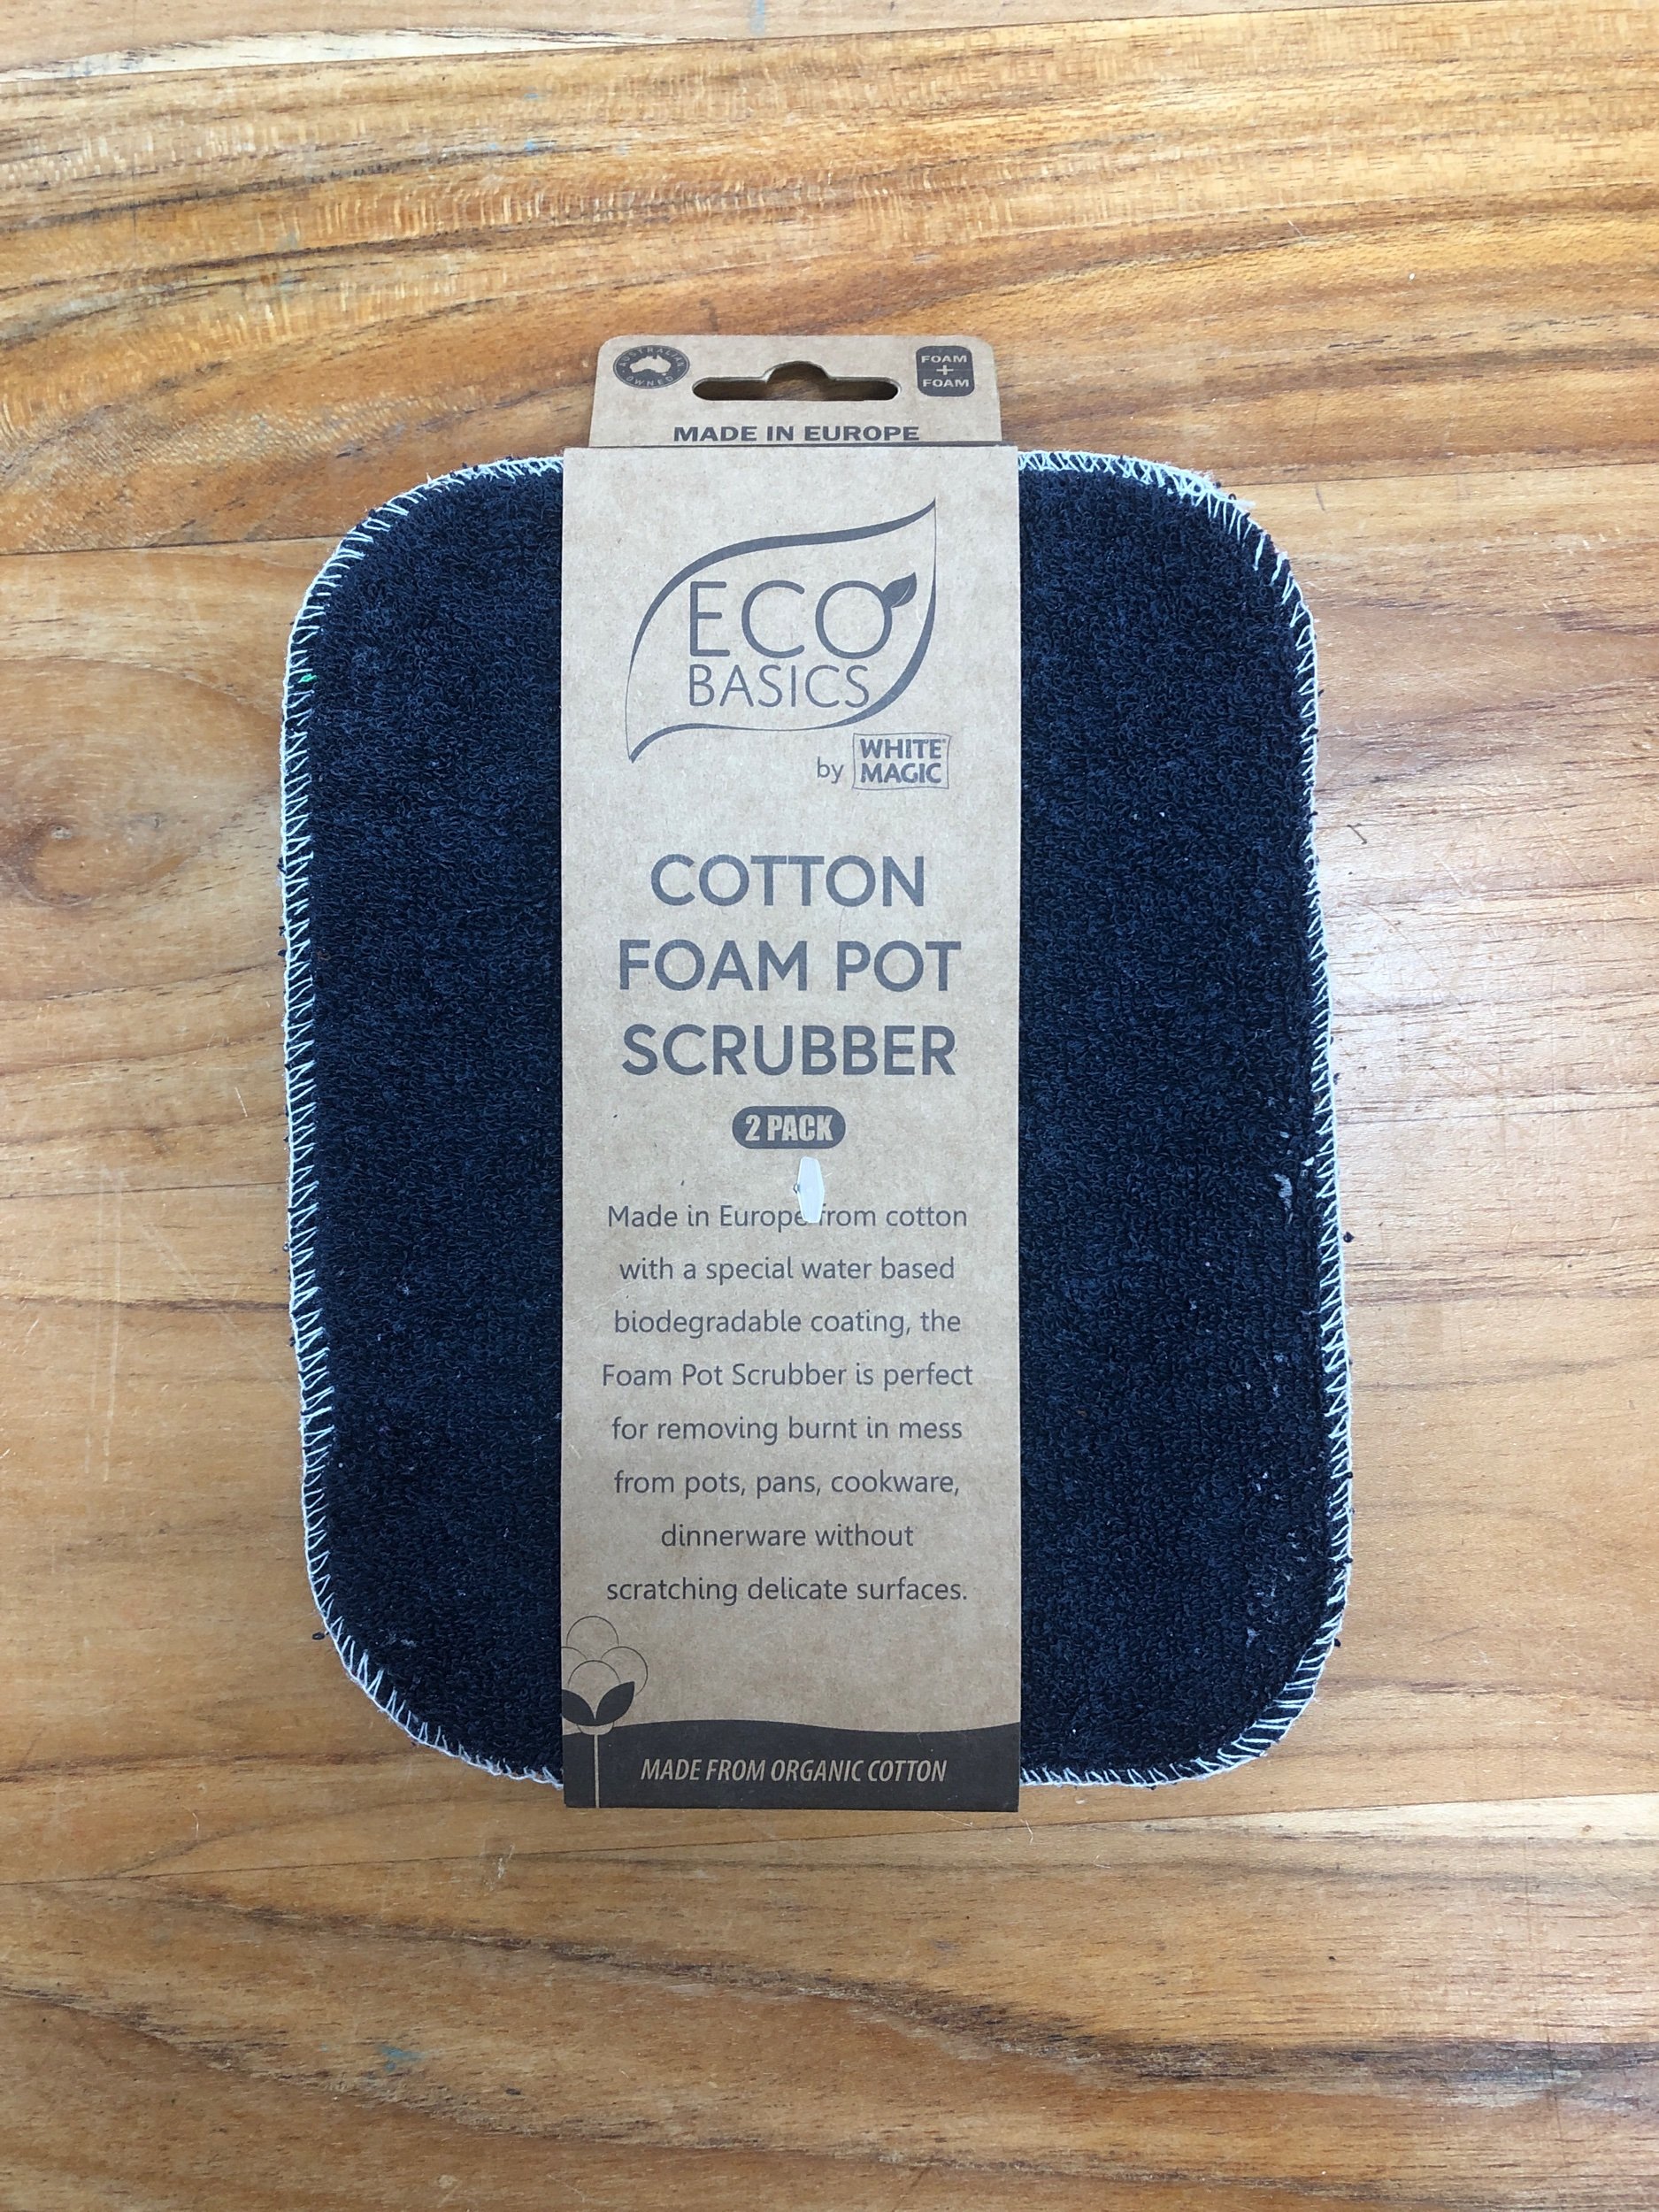 AUSTRALIAN
OWNED
FOAM
+
FOAM
MADE IN EUROPE
ECO
BASICS
by WHITE
MAGIC
COTTON
FOAM POT
SCRUBBER
2 PACK
Made in Europe from cotton
with a special water based
biodegradable coating, the
Foam Pot Scrubber is perfect
for removing burnt in mess
from pots, pans, cookware,
dinnerware without
scratching delicate surfaces.
MADE FROM ORGANIC COTTON